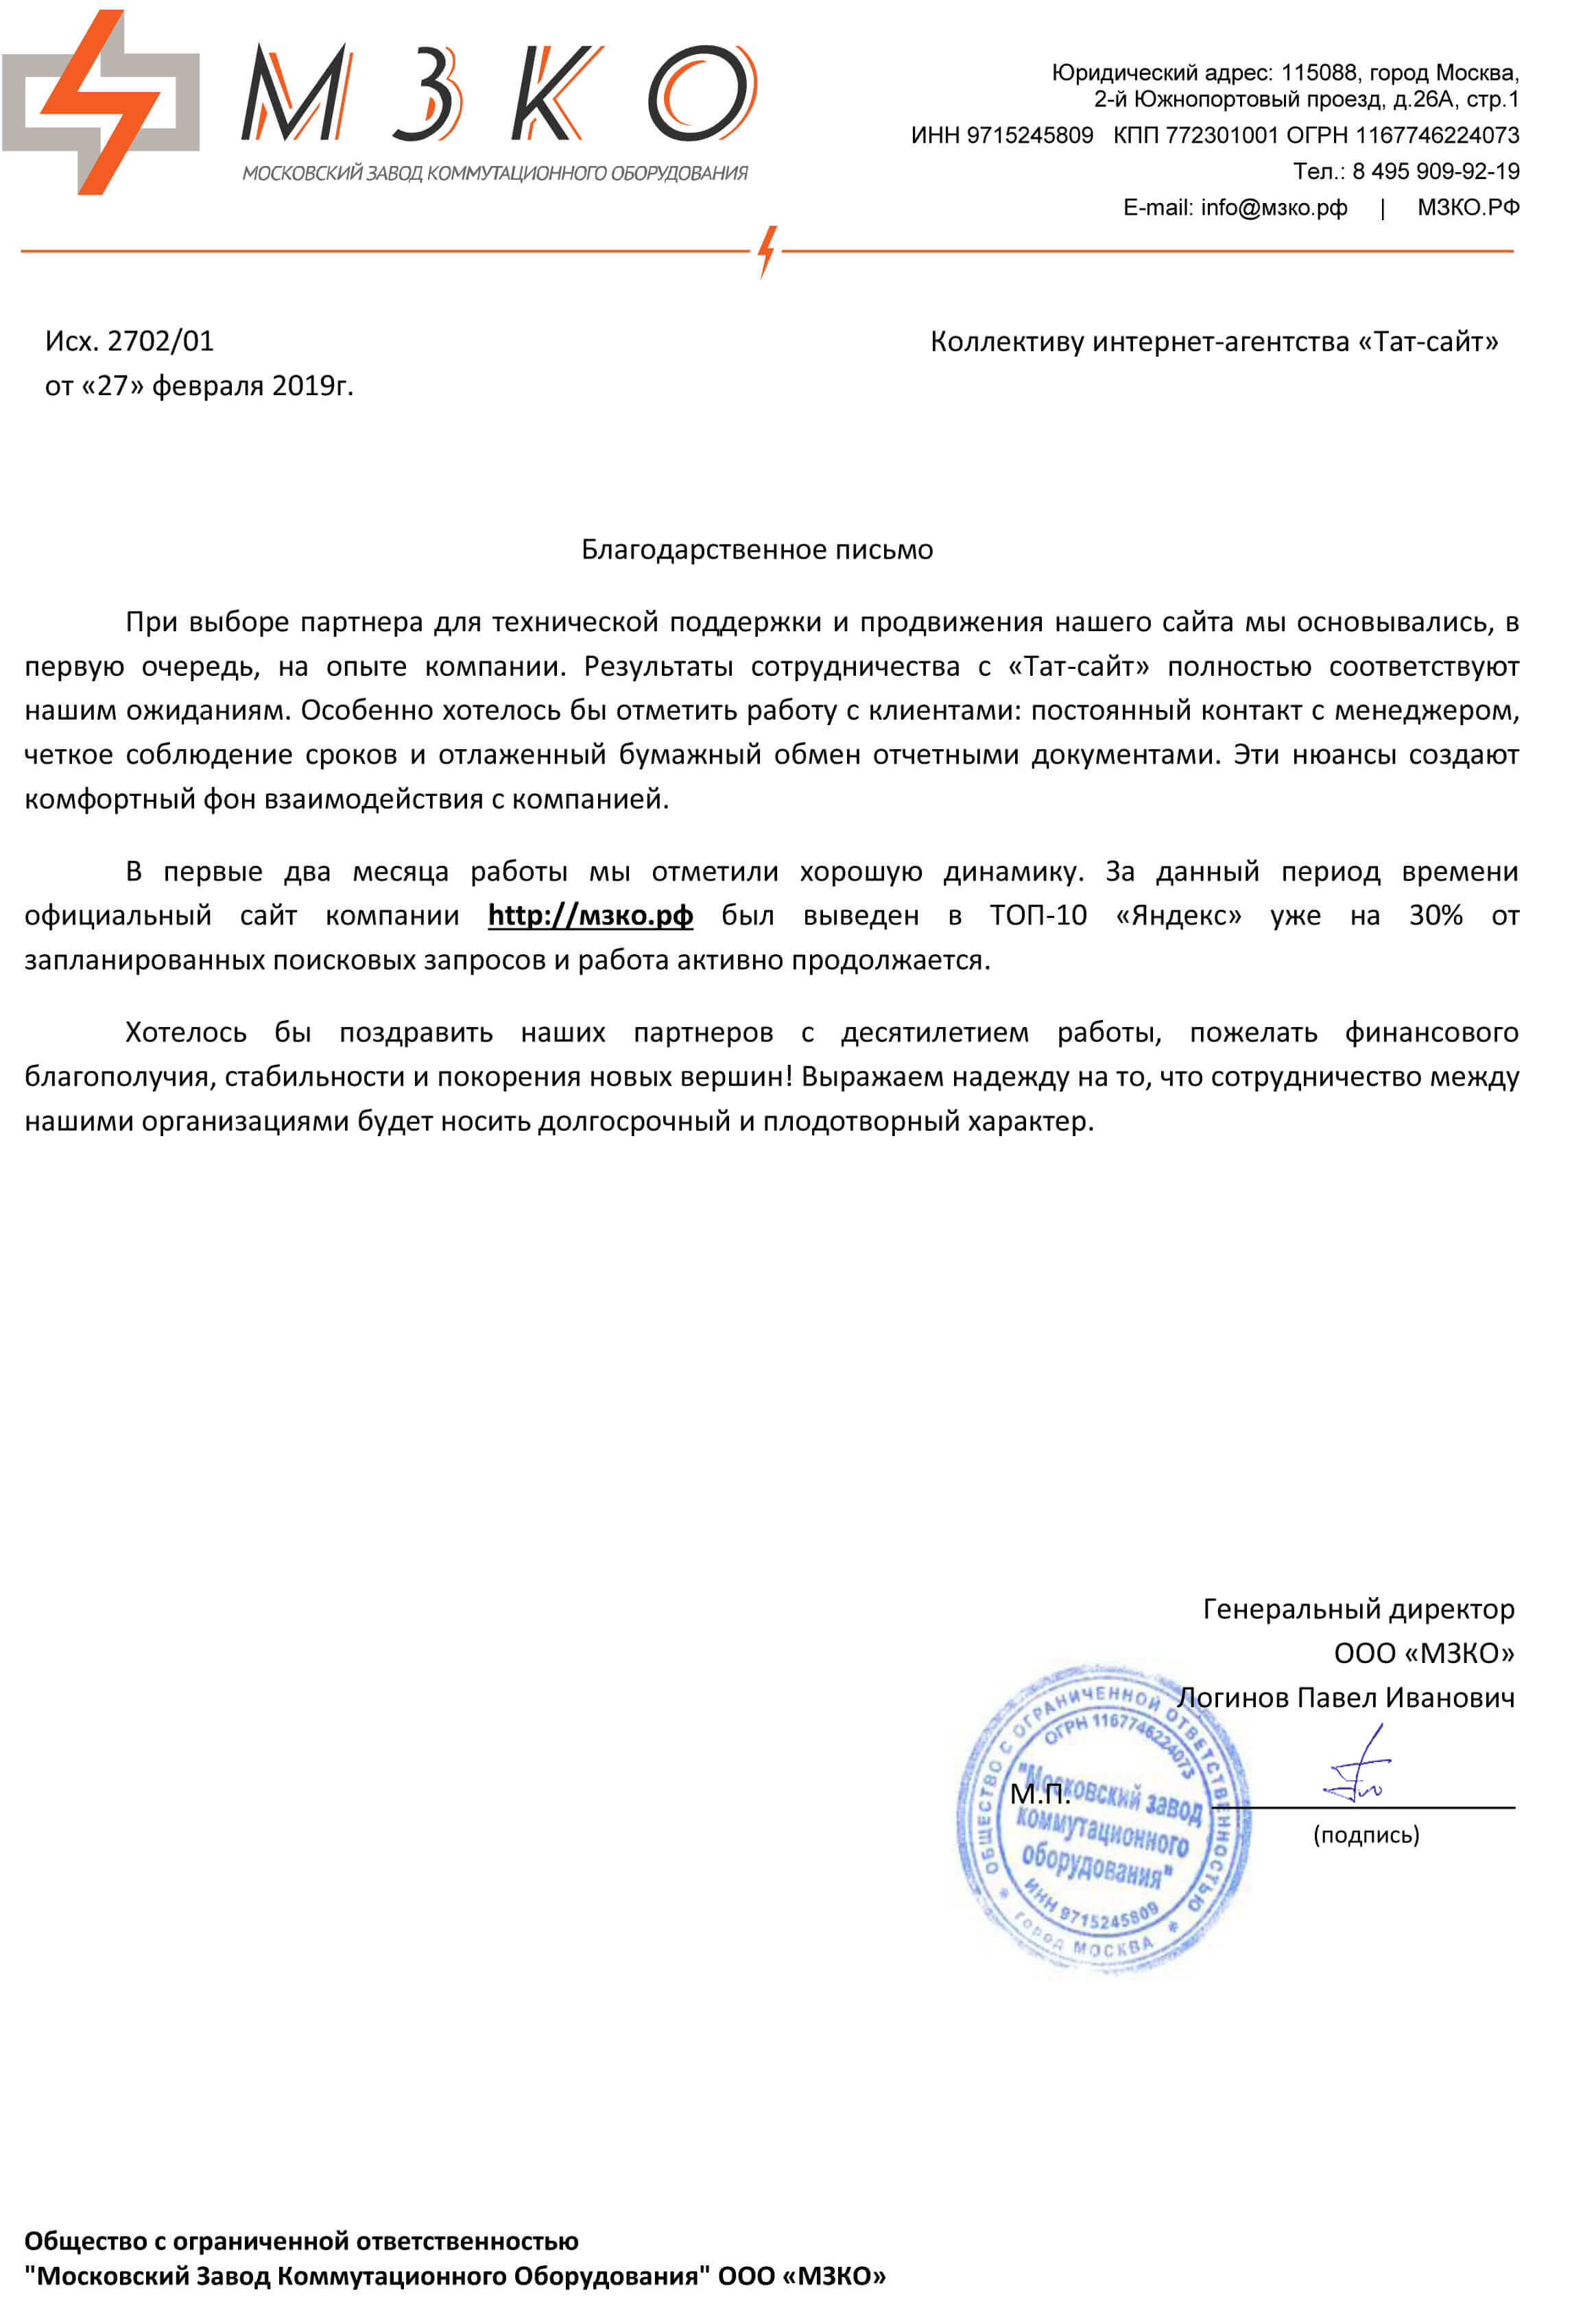 МЗКО
МОСКОВСКИЙ ЗАВОД КОММУТАЦИОННОГО ОБОРУДОВАНИЯ
Юридический адрес: 115088, город Москва,
2-й Южнопортовый проезд, д.26А, стр.1
ИНН 9715245809 КПП 772301001 ОГРН 1167746224073
Тел.: 8 495 909-92-19
E-mail: info@мзко.рф | МЗКО.РФ
Исх. 2702/01
от «27» февраля 2019г.
Коллективу интернет-агентства «Тат-сайт»
Благодарственное письмо
При выборе партнера для технической поддержки и продвижения нашего сайта мы основывались, в
первую очередь, на опыте компании. Результаты сотрудничества с «Тат-сайт» полностью соответствуют
нашим ожиданиям. Особенно хотелось бы отметить работу с клиентами: постоянный контакт с менеджером,
четкое соблюдение сроков и отлаженный бумажный обмен отчетными документами. Эти нюансы создают
комфортный фон взаимодействия с компанией.
В первые два месяца работы мы отметили хорошую динамику. За данный период времени
официальный сайт компании http://мзко.рф был выведен в ТОП-10 «Яндекс» уже на 30% от
запланированных поисковых запросов и работа активно продолжается.
Хотелось бы поздравить наших партнеров с десятилетием работы, пожелать финансового
благополучия, стабильности и покорения новых вершин! Выражаем надежду на то, что сотрудничество между
нашими организациями будет носить долгосрочный и плодотворный характер.
Генеральный директор
ООО «МЗКО»
Логинов Павел Иванович
М.П.
(подпись)
ОБЩЕСТВО С ОГРАНИЧЕННОЙ ОТВЕТСТВЕННОСТЬЮ
ОГРН 1167746224073
"Московский завод
коммутационного
оборудования"
ИНН 9715245809
город МОСКВА
Общество с ограниченной ответственностью
"Московский Завод Коммутационного Оборудования" ООО «МЗКО»